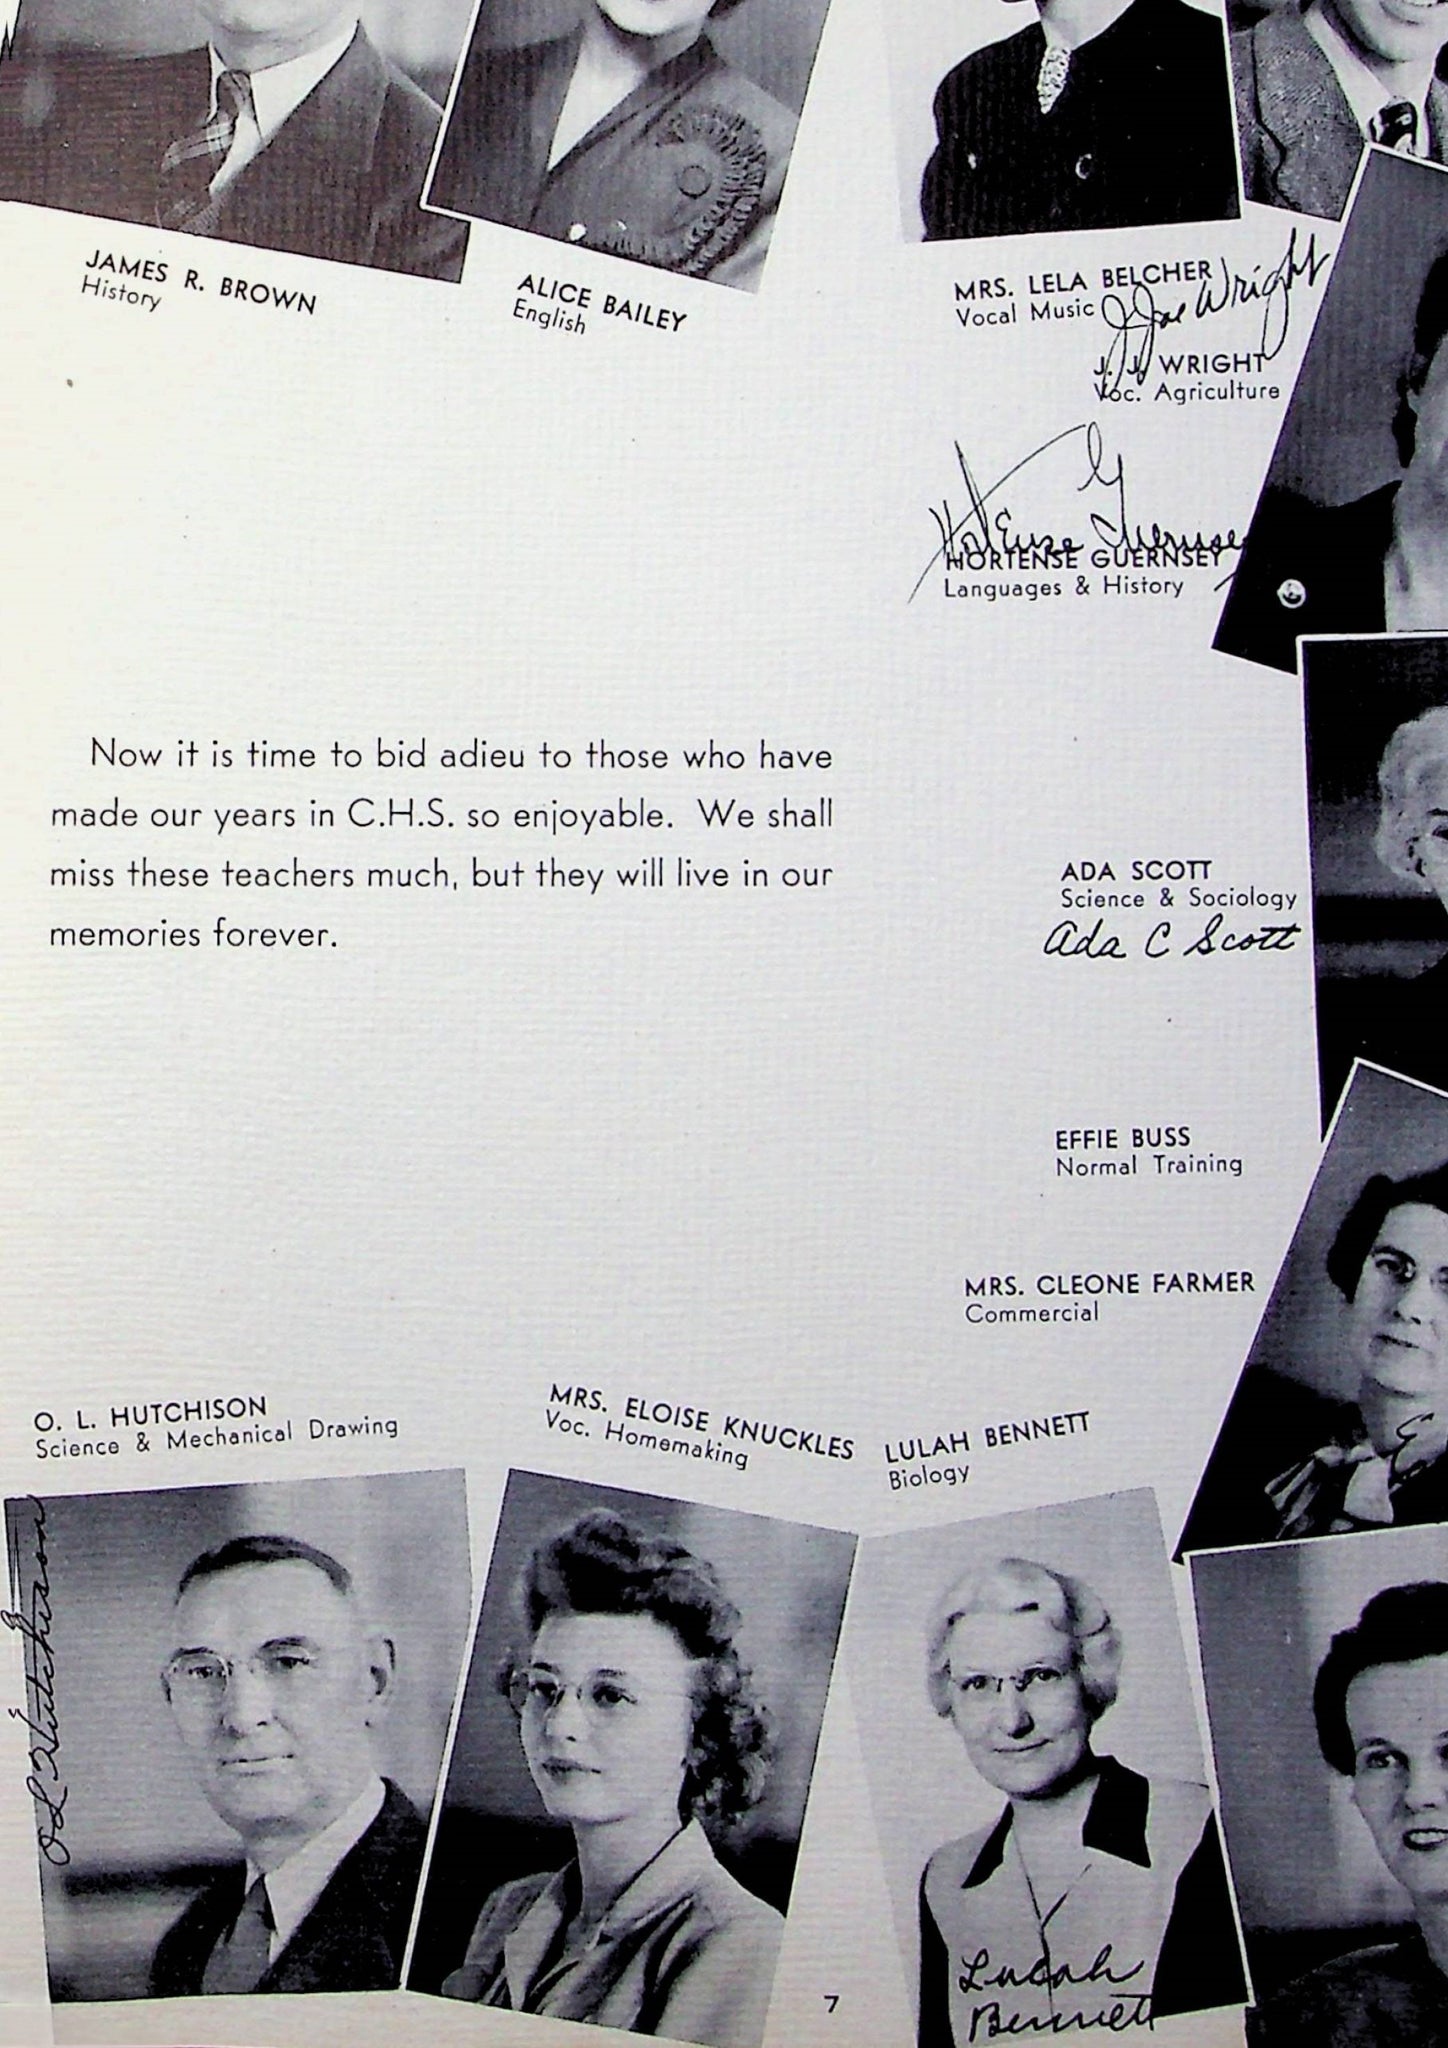 JAMES R. BROWN
History
ALICE BAILEY
English
MRS. LELA BELCHER
Vocal Music
J Joe Wright
J. J. WRIGHT
Voc. Agriculture
Hortense Guernsey
HORTENSE GUERNSEY
Languages & History
Now it is time to bid adieu to those who have
made our years in C.H.S. so enjoyable. We shall
miss these teachers much, but they will live in our
memories forever.
ADA SCOTT
Science & Sociology
Ada C Scott
EFFIE BUSS
Normal Training
MRS. CLEONE FARMER
Commercial
O. L. HUTCHISON
Science & Mechanical Drawing
MRS. ELOISE KNUCKLES
Voc. Homemaking
LULAH BENNETT
Biology
O L Hutchison
Lulah
Bennett
7